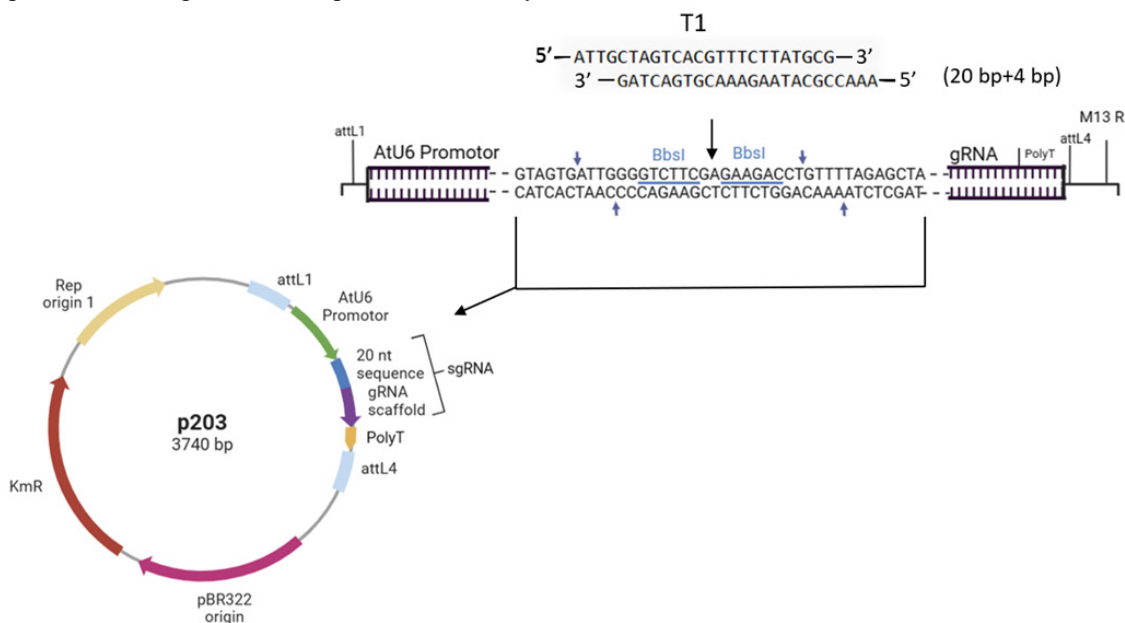 T1
5’ ATTGCTAGTCACGTTTCTTATGCG 3’
3’ GATCAGTGCAAAGAATACGCCAAA 5’ (20 bp+4 bp)
attL1
AtU6 Promotor
BbsI BbsI
gRNA
PolyT
attL4
M13 R
GTAGTGATTGGGGTCTTCGAGAAGACCTGTTTTAGAGCTA
CATCACTAACCCCAGAAGCTCTTCTGGACAAAATCTCGAT
Rep
origin 1
attL1
AtU6
Promotor
20 nt
sequence
gRNA
scaffold
sgRNA
PolyT
attL4
p203
3740 bp
KmR
pBR322
origin